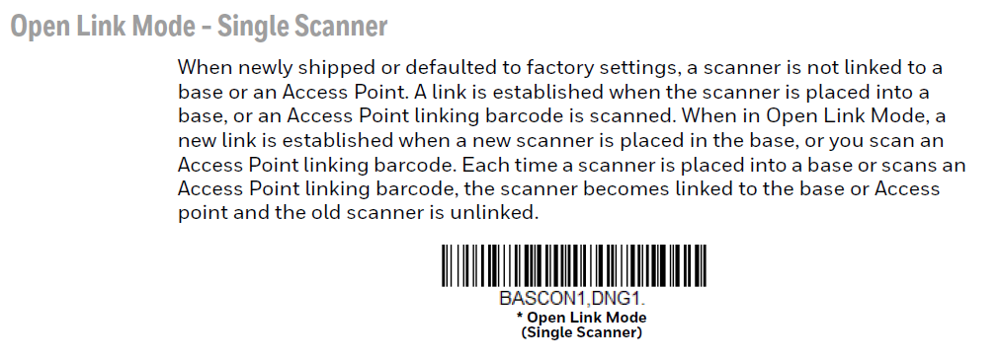 Open Link Mode - Single Scanner
When newly shipped or defaulted to factory settings, a scanner is not linked to a
base or an Access Point. A link is established when the scanner is placed into a
base, or an Access Point linking barcode is scanned. When in Open Link Mode, a
new link is established when a new scanner is placed in the base, or you scan an
Access Point linking barcode. Each time a scanner is placed into a base or scans an
Access Point linking barcode, the scanner becomes linked to the base or Access
point and the old scanner is unlinked.
BASCON1,DNG1.
* Open Link Mode
(Single Scanner)